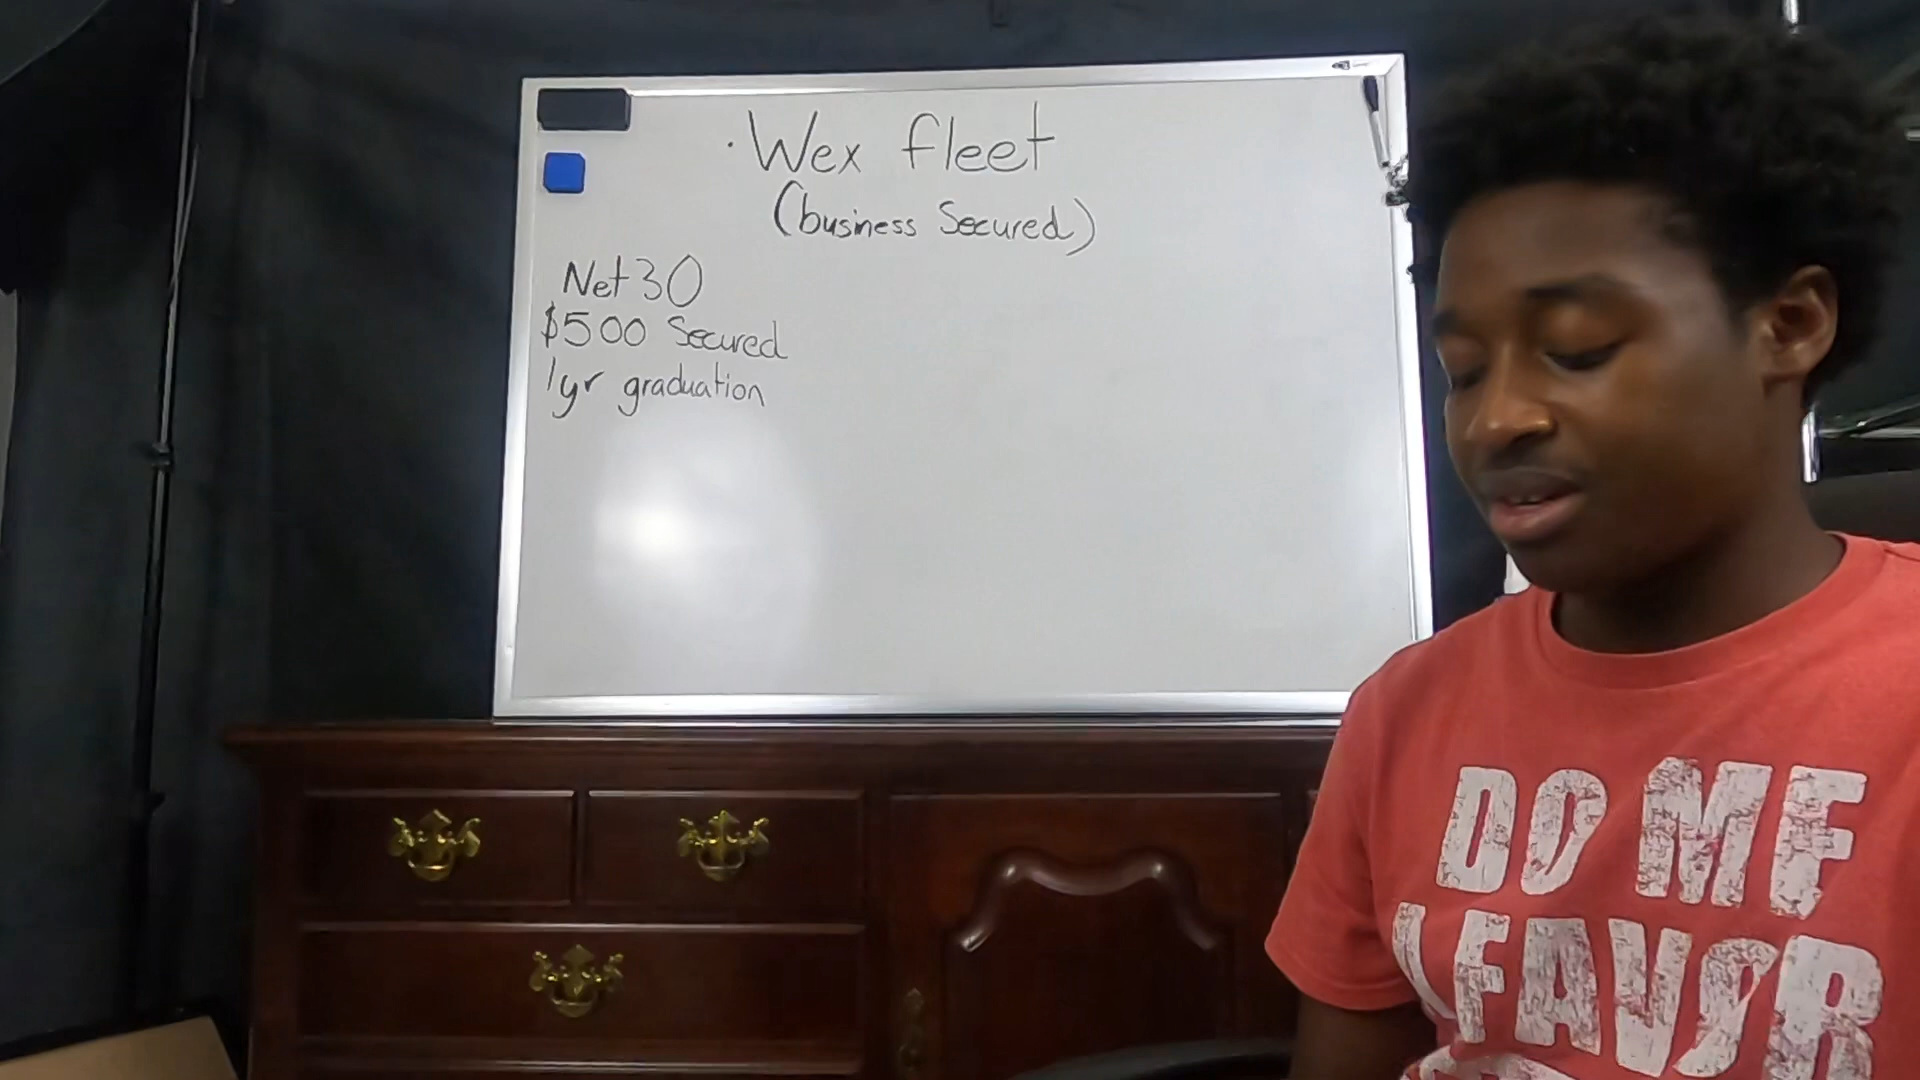 · Wex fleet
(business Secured)
Net 30
$500 Secured
1yr graduation
DO ME
FAVOR